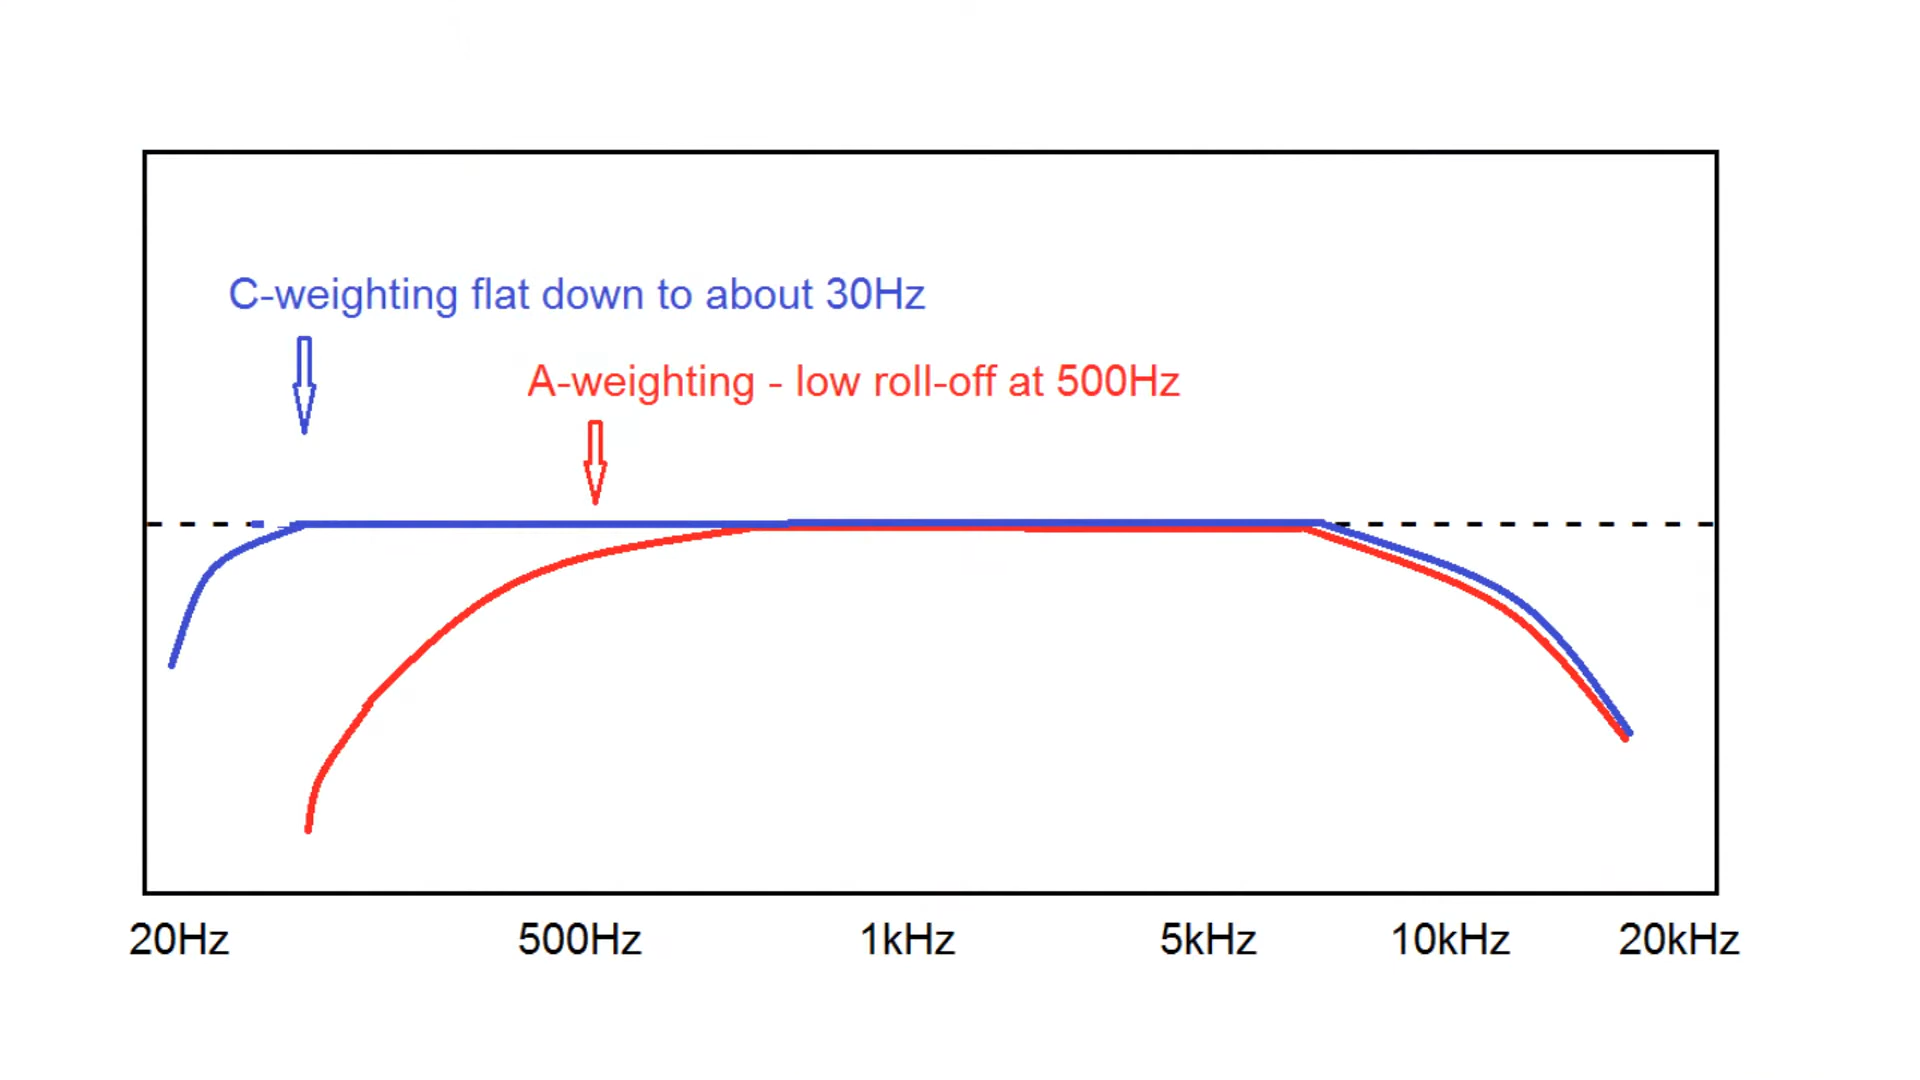 C-weighting flat down to about 30Hz
A-weighting - low roll-off at 500Hz
20Hz 500Hz 1kHz 5kHz 10kHz 20kHz